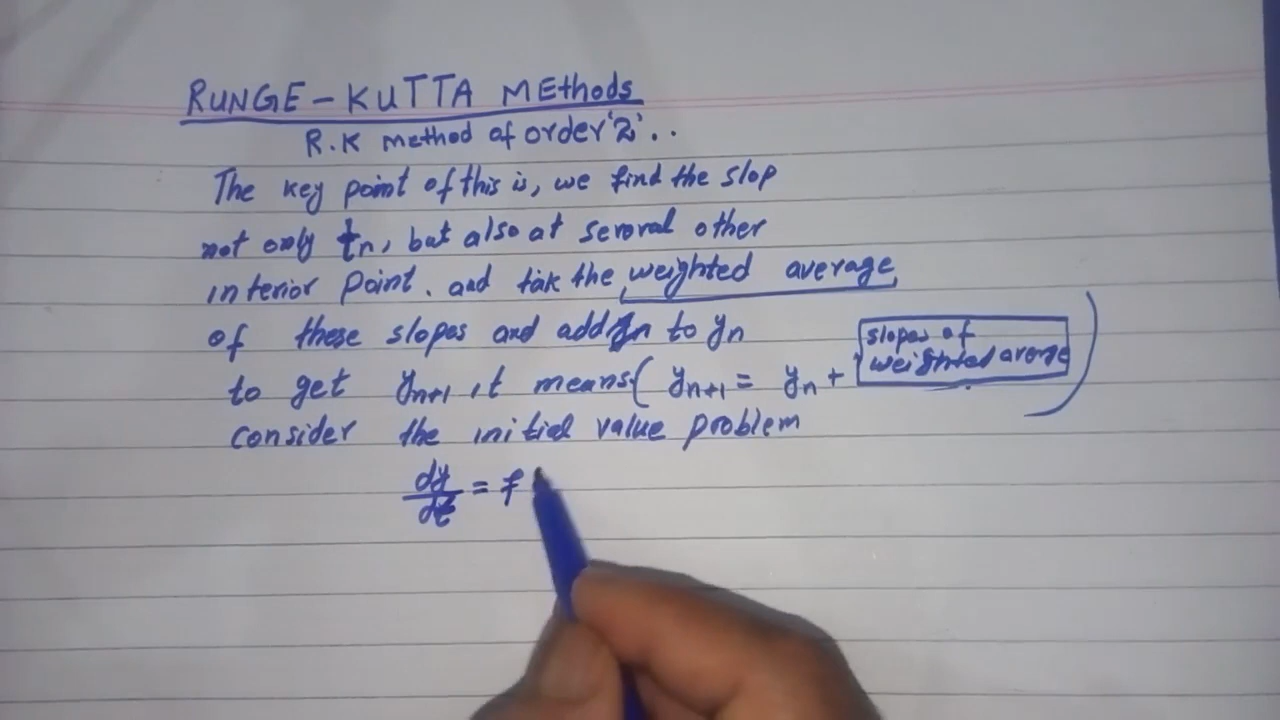 RUNGE-KUTTA METHods
R.K method of order '2'..
The key point of this is, we find the slop
not only tn, but also at several other
interior point. and tak the weighted average
of these slopes and add to yn
to get yn+1 it means ( yn+1 = yn + slopes of weighted averge )
consider the initial value problem
dy/dt = f